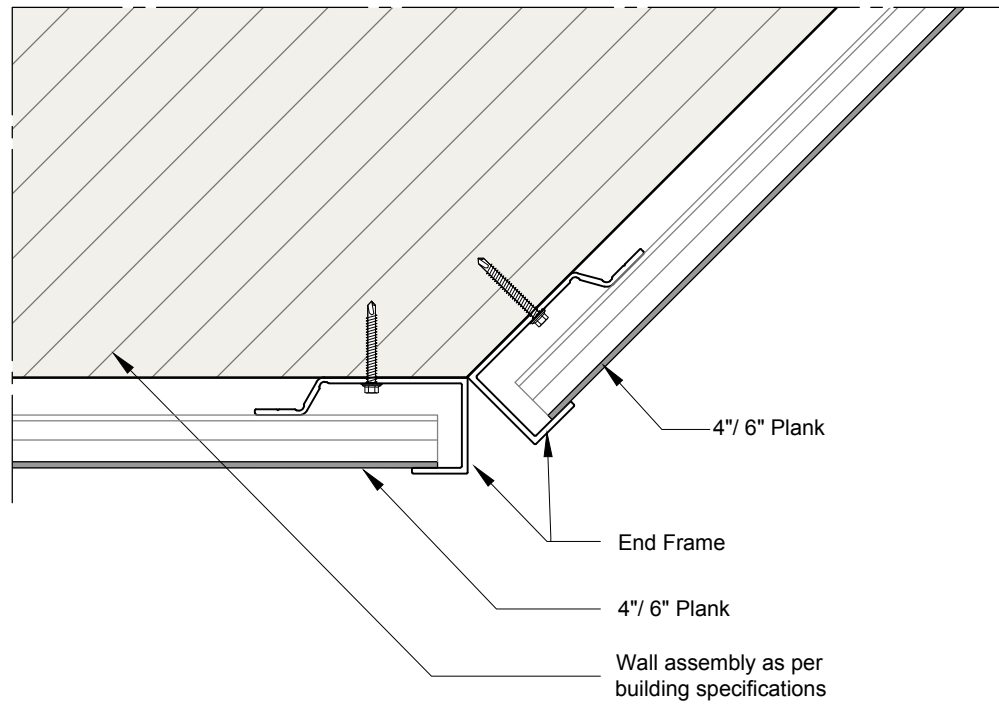 4"/ 6" Plank
End Frame
4"/ 6" Plank
Wall assembly as per
building specifications